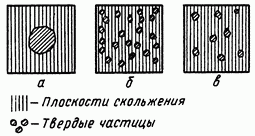 а б в
– Плоскости скольжения
– Твердые частицы